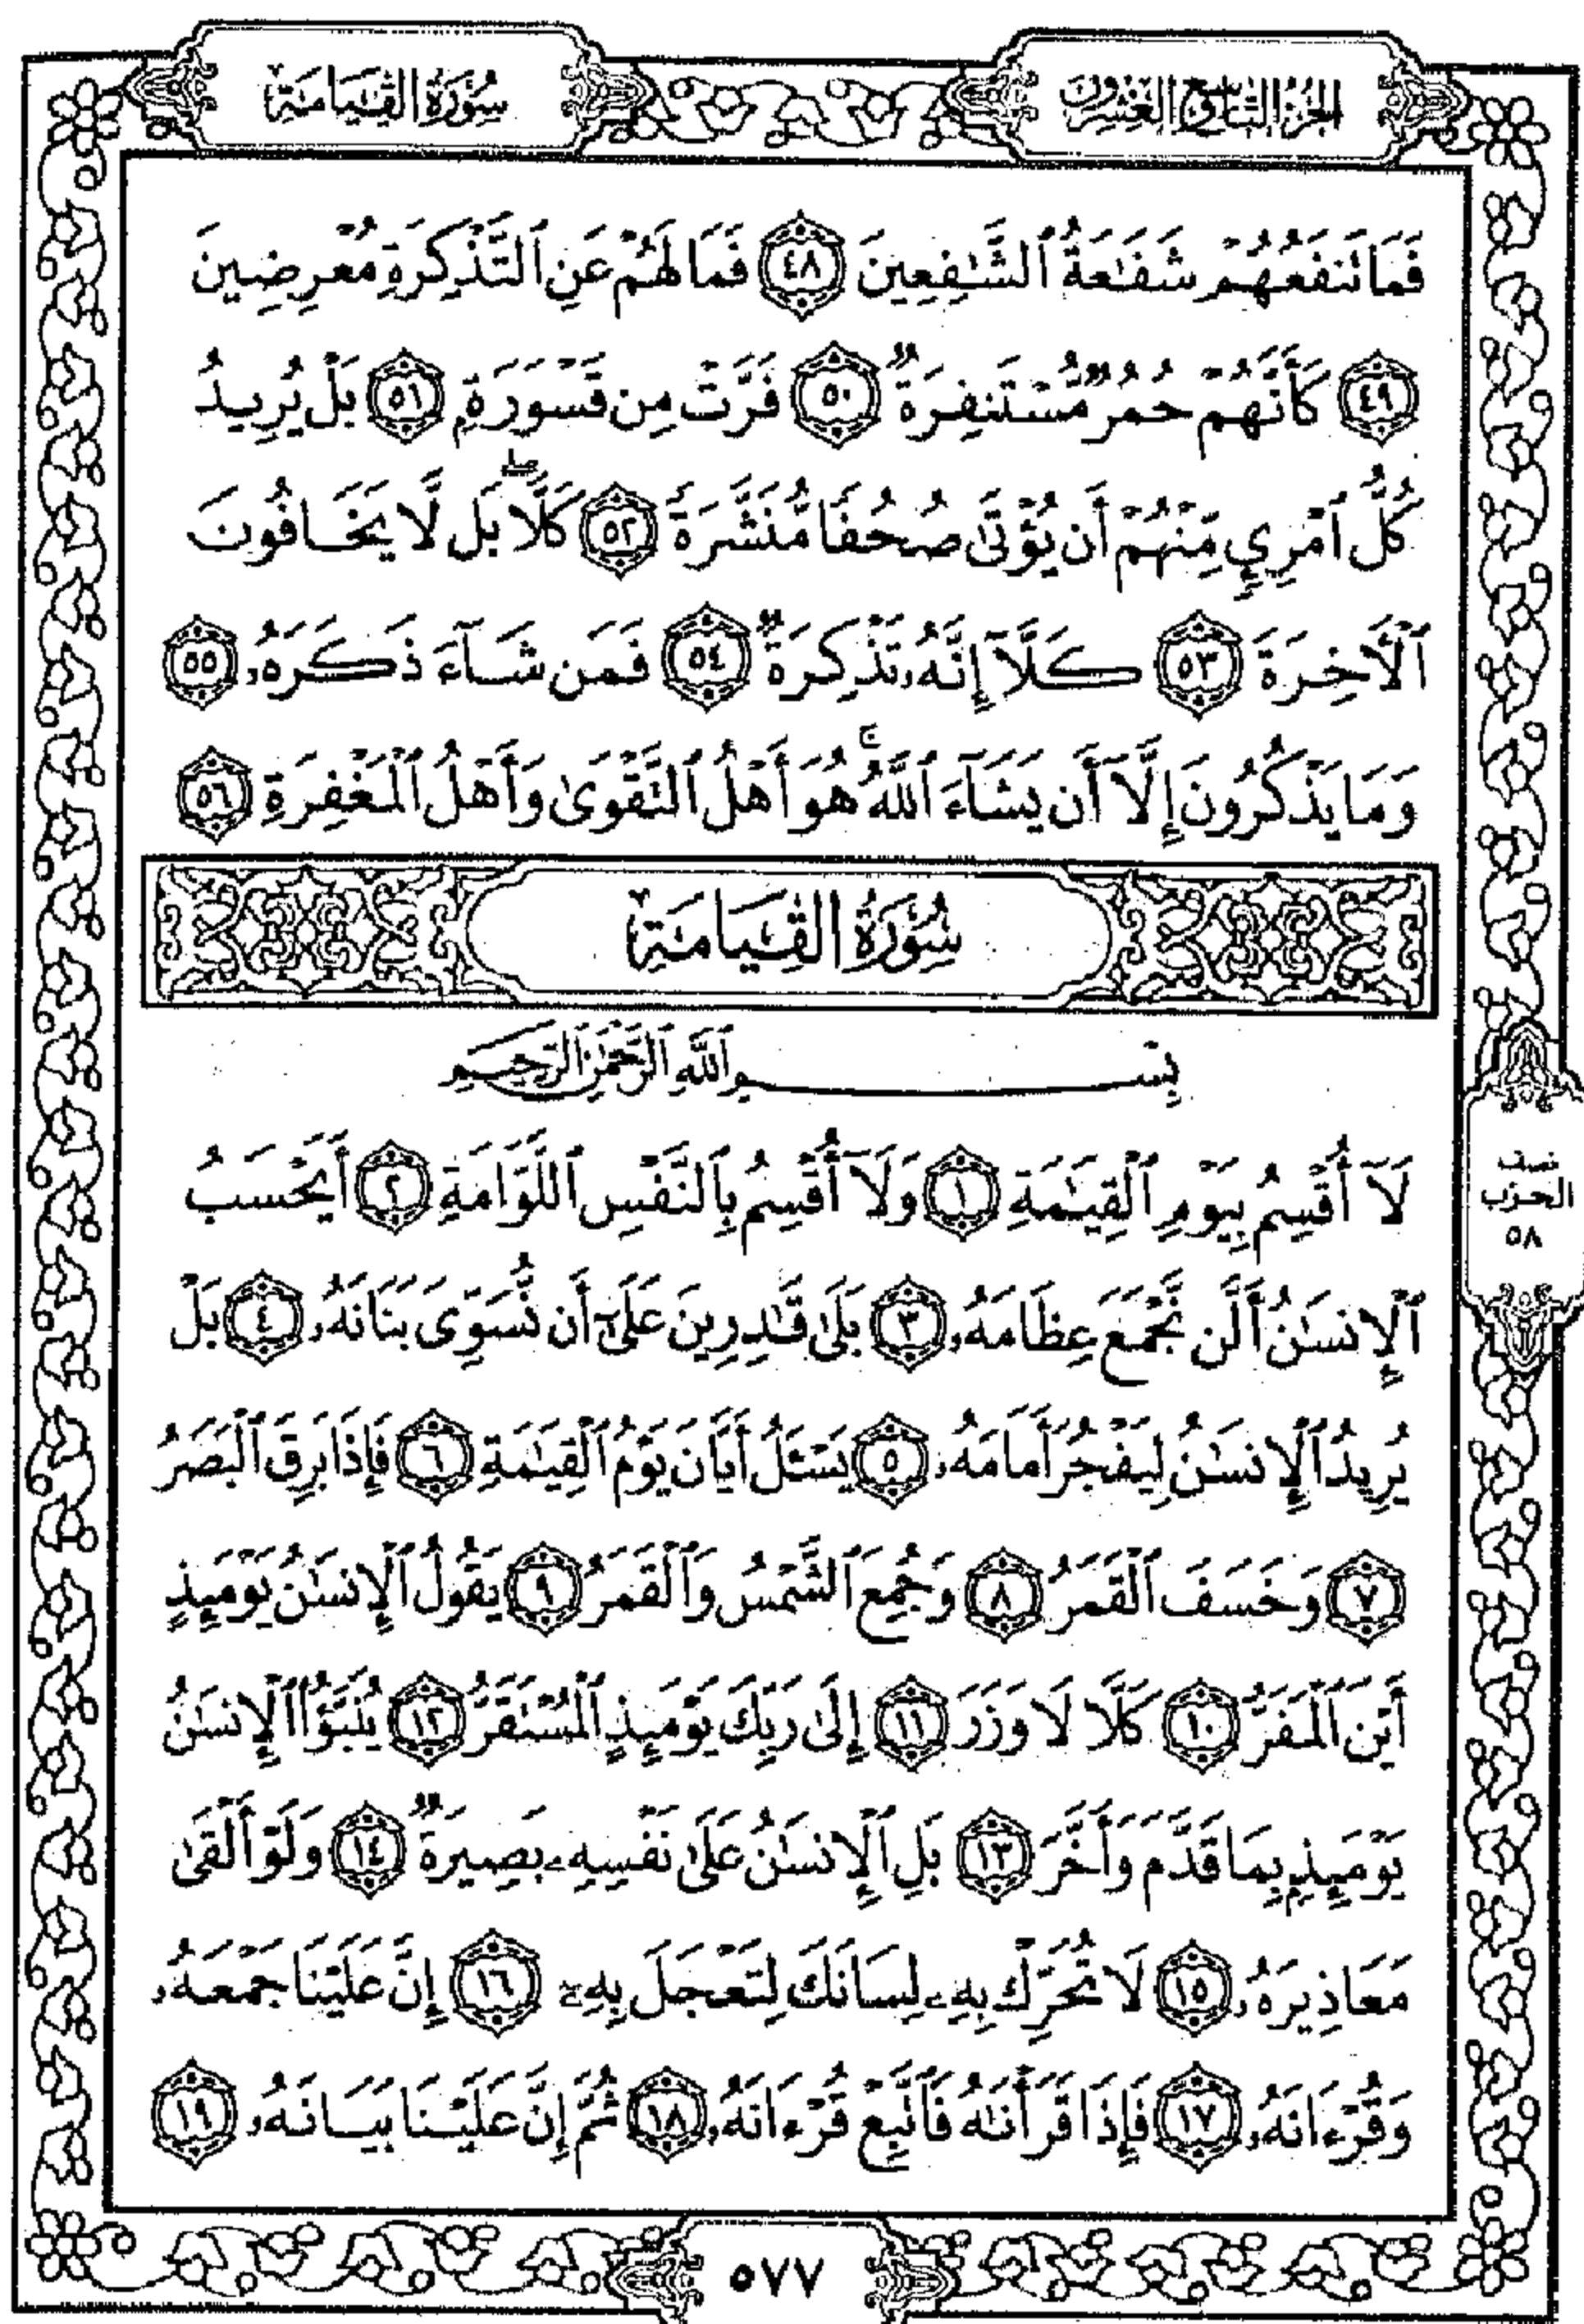 الجزء التاسع والعشرون
سُورَةُ القِيَامَةِ
فَمَا تَنفَعُهُمْ شَفَٰعَةُ ٱلشَّٰفِعِينَ ٤٨ فَمَا لَهُمْ عَنِ ٱلتَّذْكِرَةِ مُعْرِضِينَ
٤٩ كَأَنَّهُمْ حُمُرٌ مُّسْتَنفِرَةٌ ٥٠ فَرَّتْ مِن قَسْوَرَةٍۭ ٥١ بَلْ يُرِيدُ
كُلُّ ٱمْرِئٍ مِّنْهُمْ أَن يُؤْتَىٰ صُحُفًا مُّنَشَّرَةً ٥٢ كَلَّاۖ بَل لَّا يَخَافُونَ
ٱلْأَخِرَةَ ٥٣ كَلَّآ إِنَّهُۥ تَذْكِرَةٌ ٥٤ فَمَن شَآءَ ذَكَرَهُۥ ٥٥
وَمَا يَذْكُرُونَ إِلَّآ أَن يَشَآءَ ٱللَّهُۚ هُوَ أَهْلُ ٱلتَّقْوَىٰ وَأَهْلُ ٱلْمَغْفِرَةِ ٥٦
سُورَةُ القِيَامَةِ
بِسْمِ ٱللَّهِ ٱلرَّحْمَٰنِ ٱلرَّحِيمِ
لَآ أُقْسِمُ بِيَوْمِ ٱلْقِيَٰمَةِ ١ وَلَآ أُقْسِمُ بِٱلنَّفْسِ ٱللَّوَّامَةِ ٢ أَيَحْسَبُ
ٱلْإِنسَٰنُ أَلَّن نَّجْمَعَ عِظَامَهُۥ ٣ بَلَىٰ قَٰدِرِينَ عَلَىٰٓ أَن نُّسَوِّىَ بَنَانَهُۥ ٤ بَلْ
يُرِيدُ ٱلْإِنسَٰنُ لِيَفْجُرَ أَمَامَهُۥ ٥ يَسْـَٔلُ أَيَّانَ يَوْمُ ٱلْقِيَٰمَةِ ٦ فَإِذَا بَرِقَ ٱلْبَصَرُ
٧ وَخَسَفَ ٱلْقَمَرُ ٨ وَجُمِعَ ٱلشَّمْسُ وَٱلْقَمَرُ ٩ يَقُولُ ٱلْإِنسَٰنُ يَوْمَئِذٍ
أَيْنَ ٱلْمَفَرُّ ١٠ كَلَّا لَا وَزَرَ ١١ إِلَىٰ رَبِّكَ يَوْمَئِذٍ ٱلْمُسْتَقَرُّ ١٢ يُنَبَّؤُا۟ ٱلْإِنسَٰنُ
يَوْمَئِذٍۭ بِمَا قَدَّمَ وَأَخَّرَ ١٣ بَلِ ٱلْإِنسَٰنُ عَلَىٰ نَفْسِهِۦ بَصِيرَةٌ ١٤ وَلَوْ أَلْقَىٰ
مَعَاذِيرَهُۥ ١٥ لَا تُحَرِّكْ بِهِۦ لِسَانَكَ لِتَعْجَلَ بِهِۦٓ ١٦ إِنَّ عَلَيْنَا جَمْعَهُۥ
وَقُرْءَانَهُۥ ١٧ فَإِذَا قَرَأْنَٰهُ فَٱتَّبِعْ قُرْءَانَهُۥ ١٨ ثُمَّ إِنَّ عَلَيْنَا بَيَانَهُۥ ١٩
نصف
الحزب
٥٨
٥٧٧